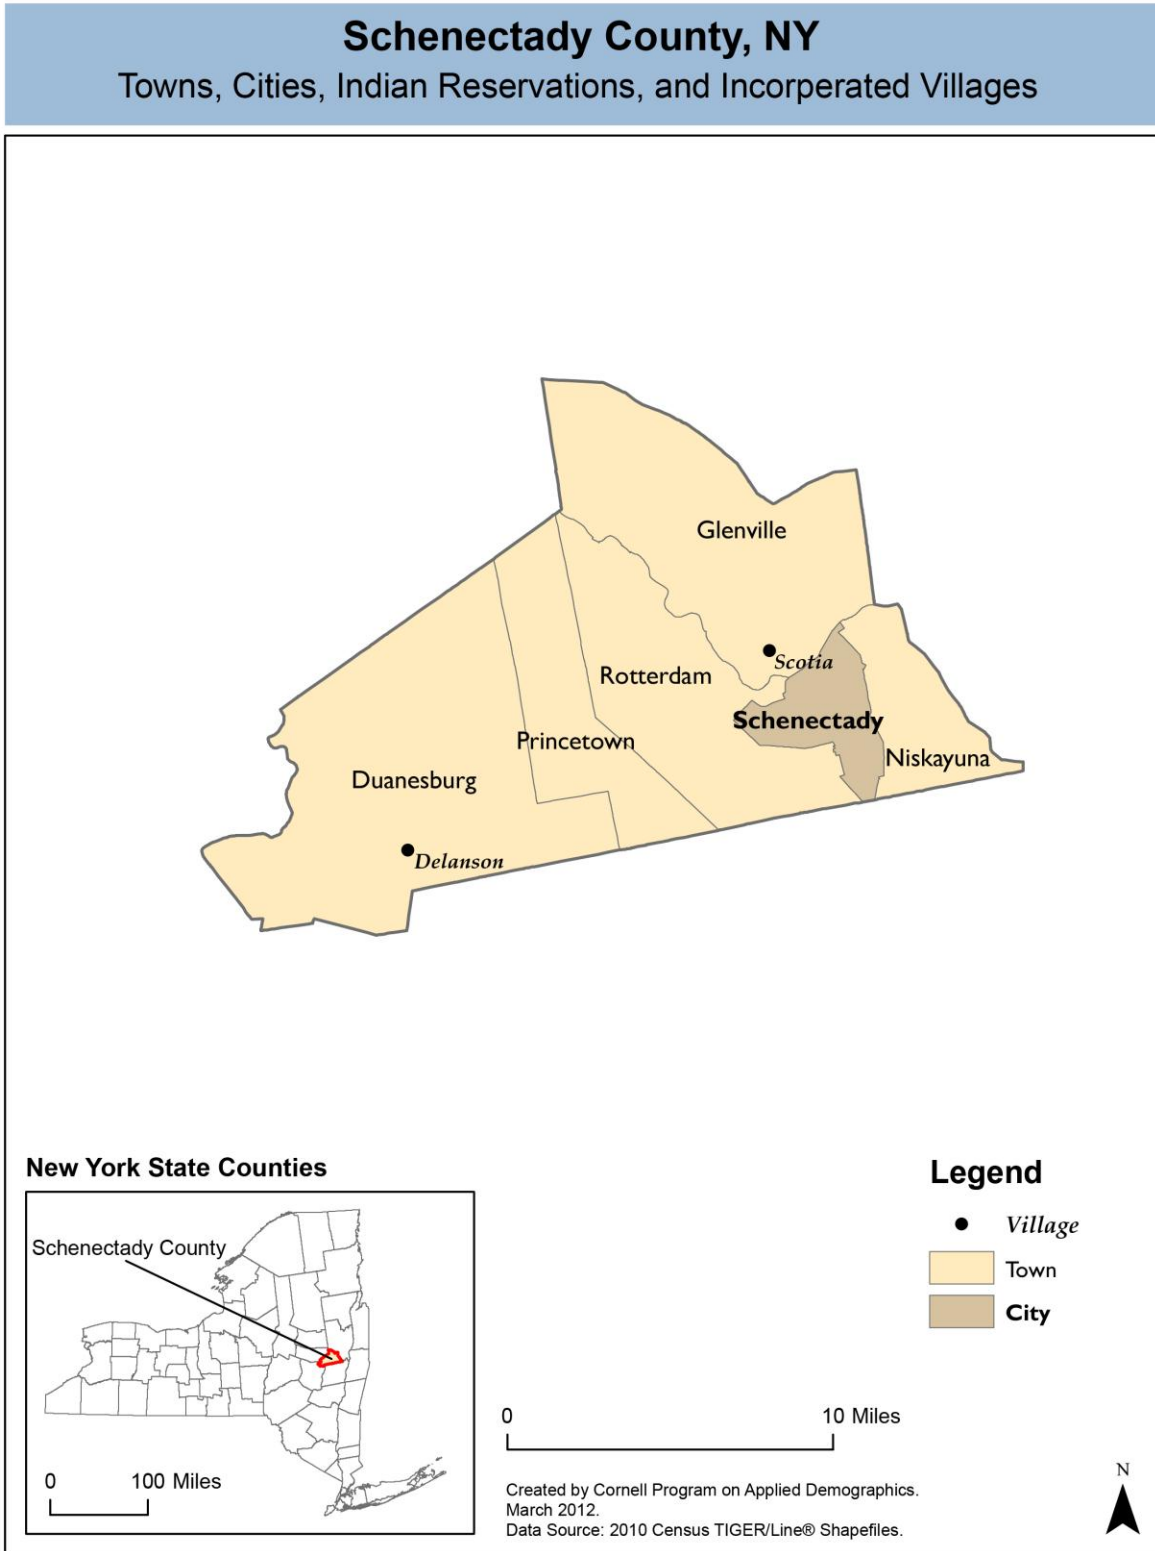 Schenectady County, NY
Towns, Cities, Indian Reservations, and Incorperated Villages
Glenville
Scotia
Rotterdam
Schenectady
Princetown
Niskayuna
Duanesburg
Delanson
New York State Counties
Schenectady County
0 100 Miles
Legend
Village
Town
City
0 10 Miles
Created by Cornell Program on Applied Demographics.
March 2012.
Data Source: 2010 Census TIGER/Line® Shapefiles.
N